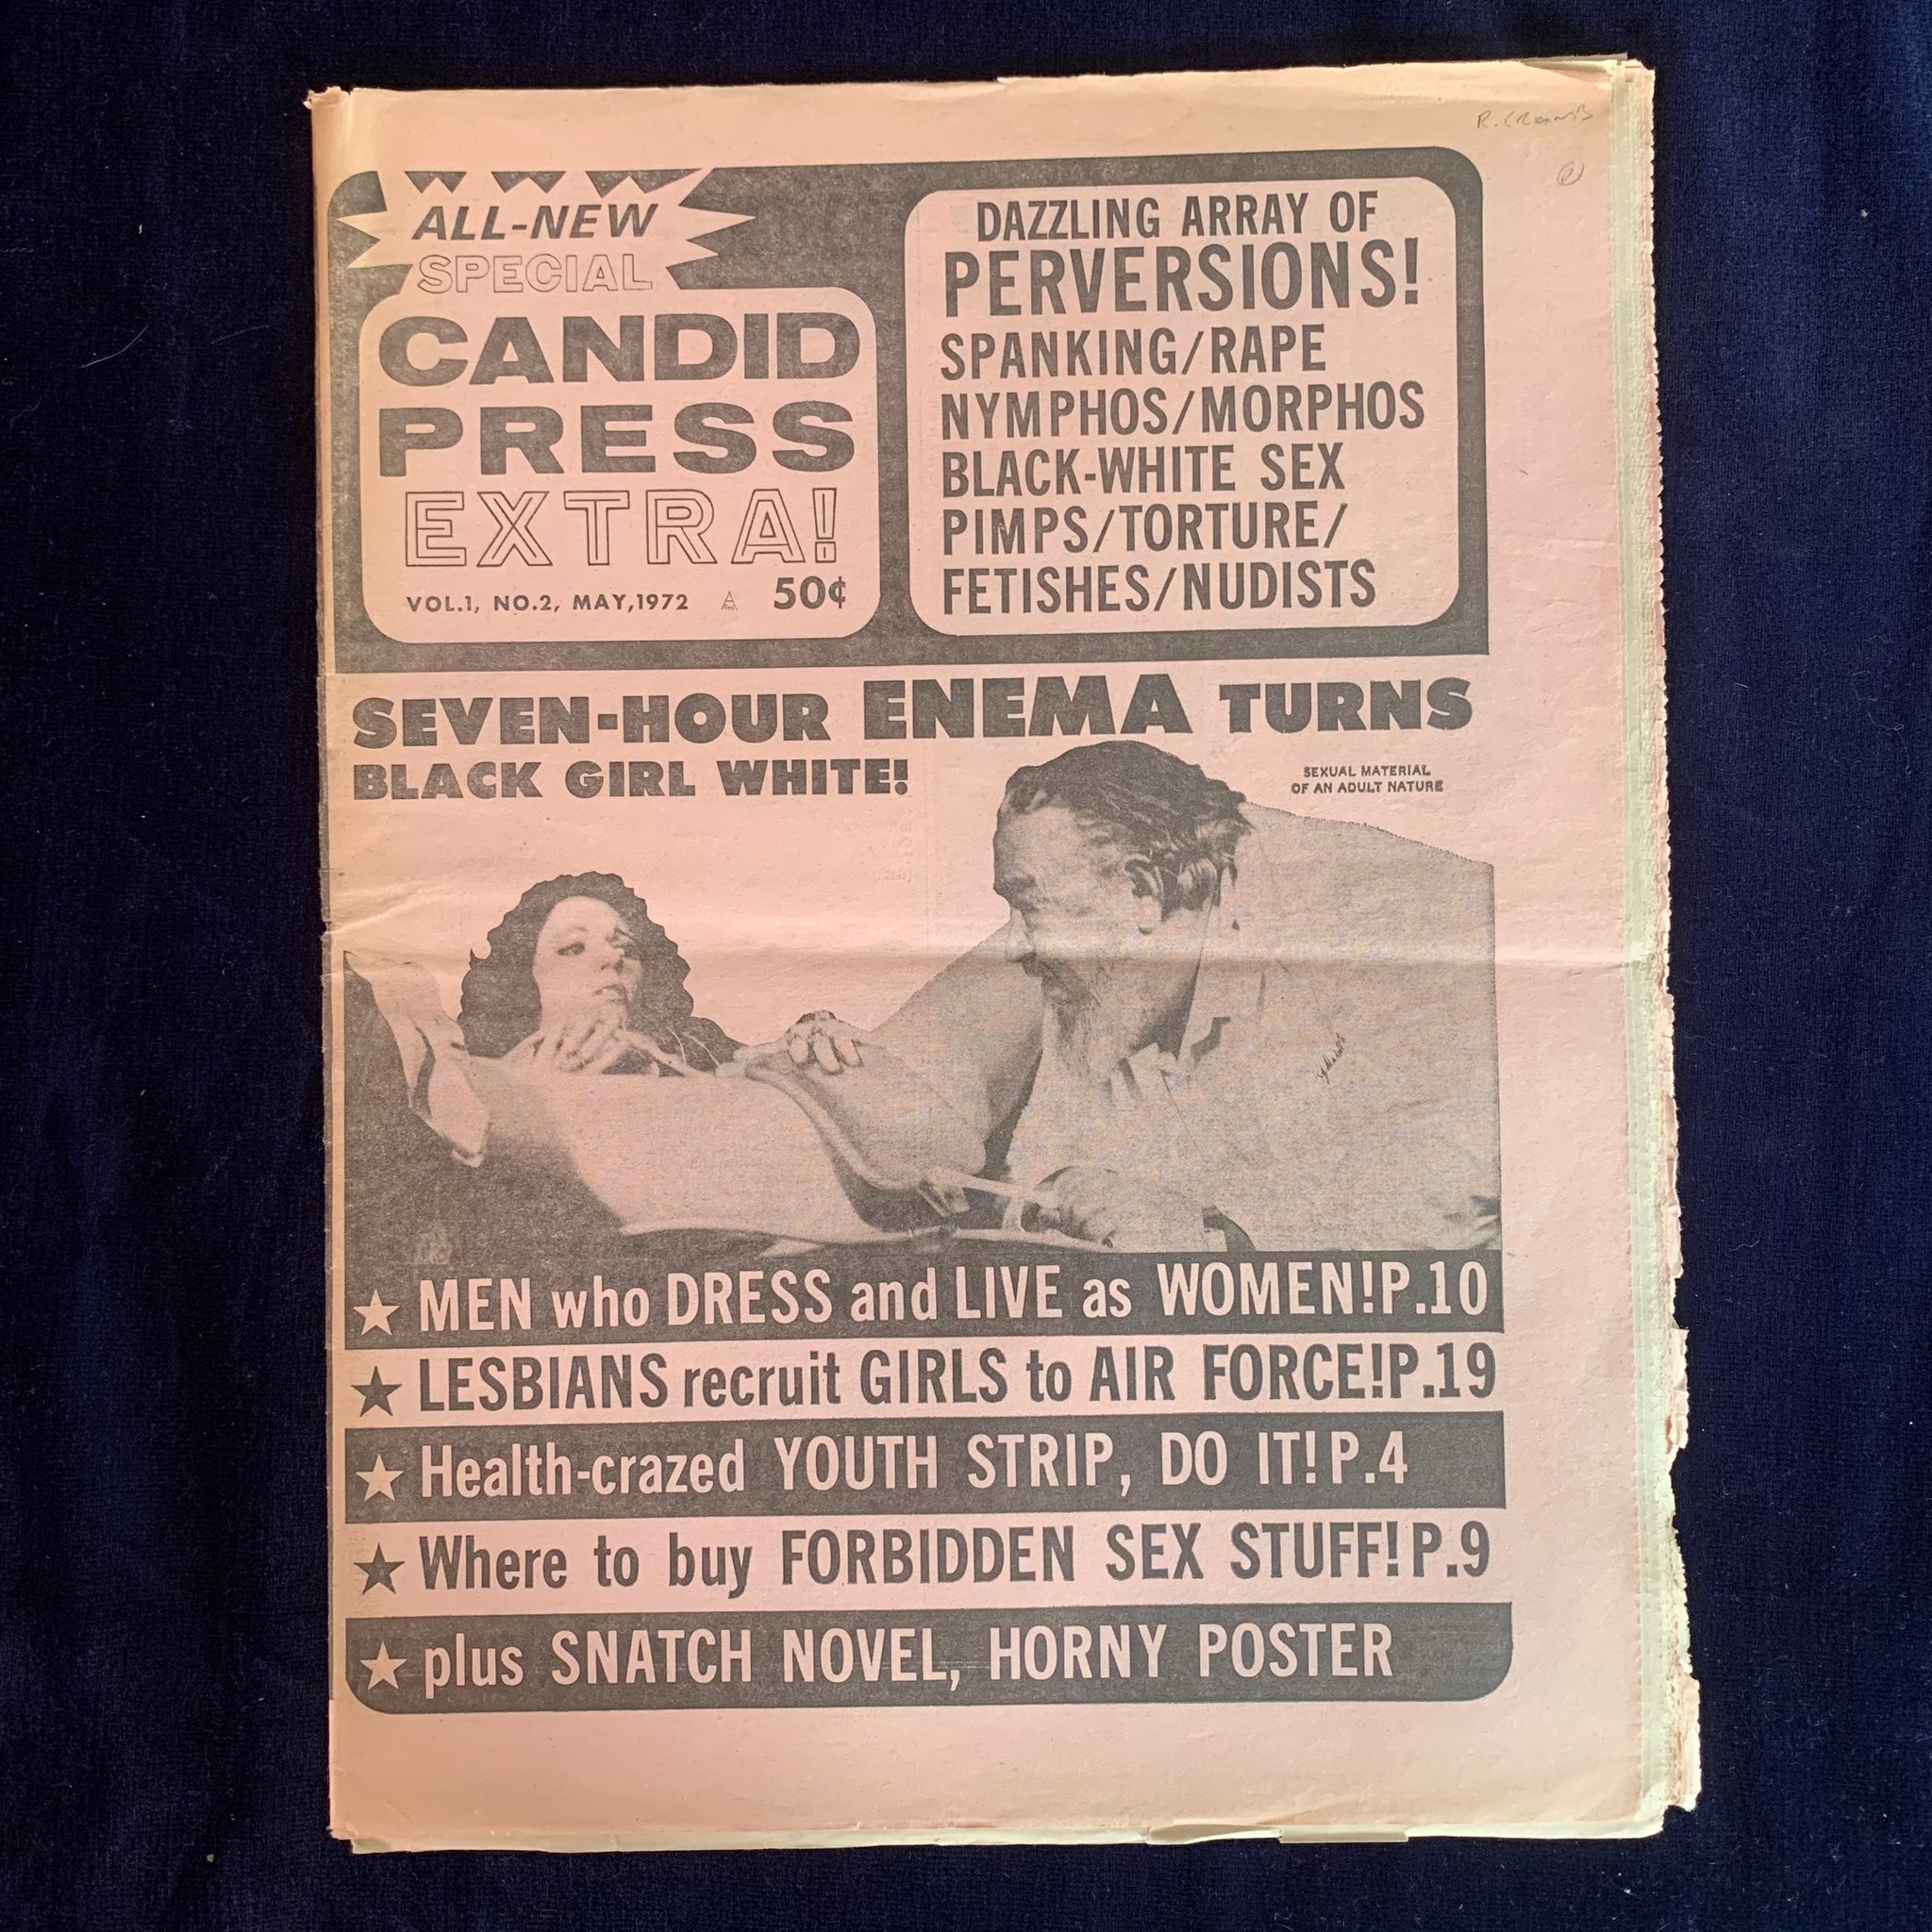 ALL-NEW
SPECIAL
CANDID
PRESS
EXTRA!
VOL.1, NO.2, MAY,1972 50¢
DAZZLING ARRAY OF
PERVERSIONS!
SPANKING/RAPE
NYMPHOS/MORPHOS
BLACK-WHITE SEX
PIMPS/TORTURE/
FETISHES/NUDISTS
SEVEN-HOUR ENEMA TURNS
BLACK GIRL WHITE!
SEXUAL MATERIAL
OF AN ADULT NATURE
★ MEN who DRESS and LIVE as WOMEN!P.10
★ LESBIANS recruit GIRLS to AIR FORCE!P.19
★ Health-crazed YOUTH STRIP, DO IT!P.4
★ Where to buy FORBIDDEN SEX STUFF!P.9
★ plus SNATCH NOVEL, HORNY POSTER